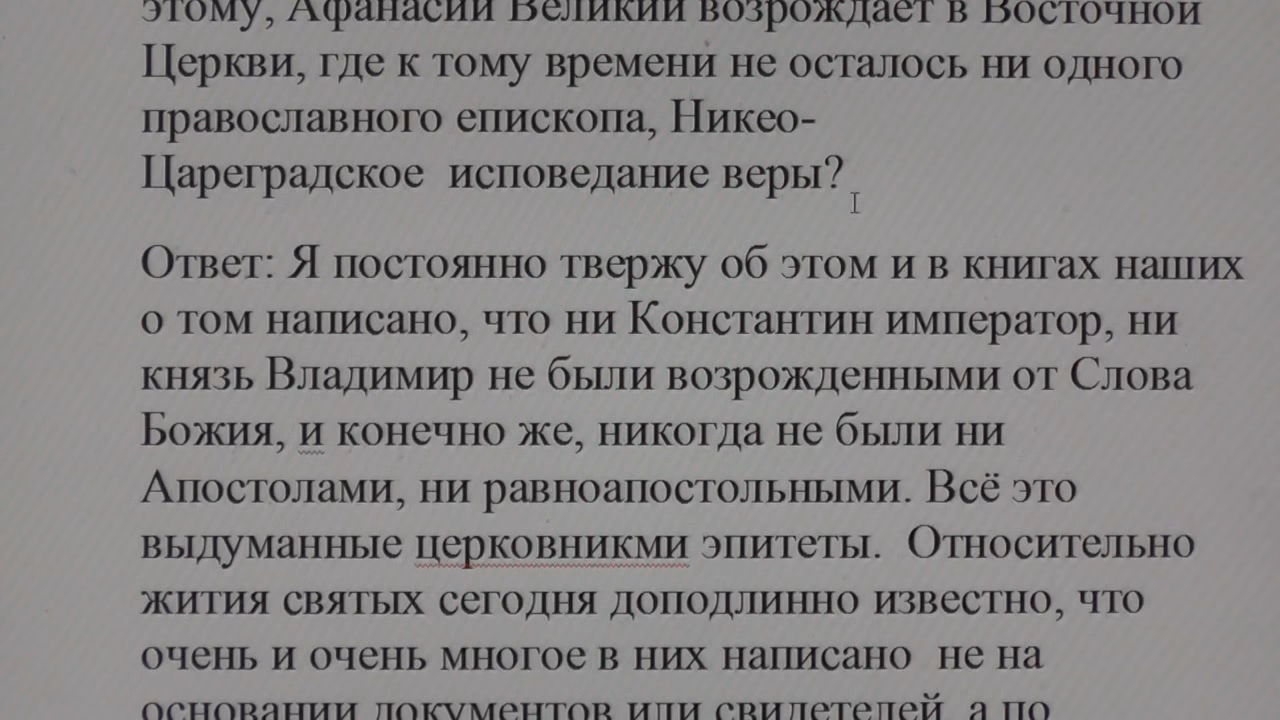 этому, Афанасий Великий возрождает в Восточной
Церкви, где к тому времени не осталось ни одного
православного епископа, Никео-
Цареградское  исповедание веры?
Ответ: Я постоянно твержу об этом и в книгах наших
о том написано, что ни Константин император, ни
князь Владимир не были возрожденными от Слова
Божия, и конечно же, никогда не были ни
Апостолами, ни равноапостольными. Всё это
выдуманные церковникми эпитеты.  Относительно
жития святых сегодня доподлинно известно, что
очень и очень многое в них написано  не на
основании документов или свидетелей, а по